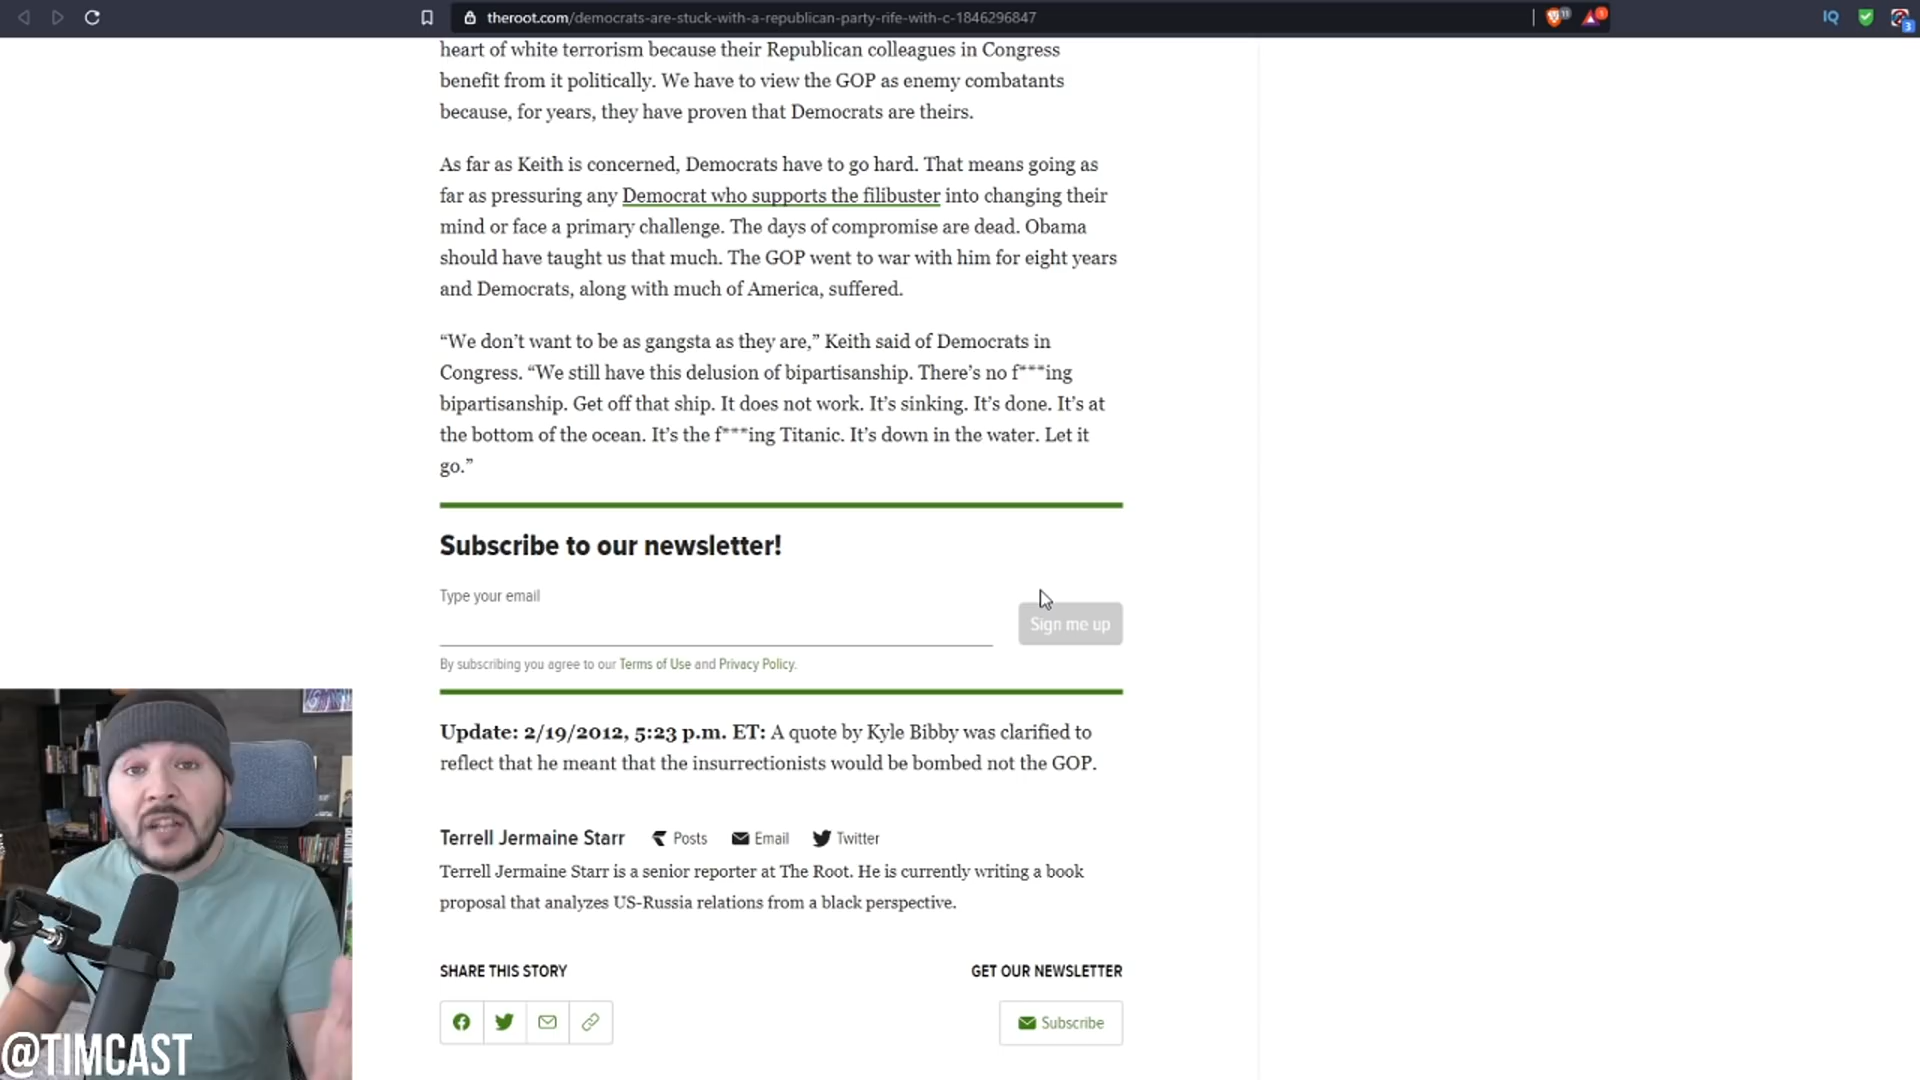 theroot.com/democrats-are-stuck-with-a-republican-party-rife-with-c-1846296847
11
1
IQ
3
heart of white terrorism because their Republican colleagues in Congress
benefit from it politically. We have to view the GOP as enemy combatants
because, for years, they have proven that Democrats are theirs.
As far as Keith is concerned, Democrats have to go hard. That means going as
far as pressuring any Democrat who supports the filibuster into changing their
mind or face a primary challenge. The days of compromise are dead. Obama
should have taught us that much. The GOP went to war with him for eight years
and Democrats, along with much of America, suffered.
“We don’t want to be as gangsta as they are,” Keith said of Democrats in
Congress. “We still have this delusion of bipartisanship. There’s no f***ing
bipartisanship. Get off that ship. It does not work. It’s sinking. It’s done. It’s at
the bottom of the ocean. It’s the f***ing Titanic. It’s down in the water. Let it
go.”
Subscribe to our newsletter!
Type your email
Sign me up
By subscribing you agree to our Terms of Use and Privacy Policy.
Update: 2/19/2012, 5:23 p.m. ET: A quote by Kyle Bibby was clarified to
reflect that he meant that the insurrectionists would be bombed not the GOP.
Terrell Jermaine Starr Posts Email Twitter
Terrell Jermaine Starr is a senior reporter at The Root. He is currently writing a book
proposal that analyzes US-Russia relations from a black perspective.
SHARE THIS STORY
GET OUR NEWSLETTER
Subscribe
@TIMCAST